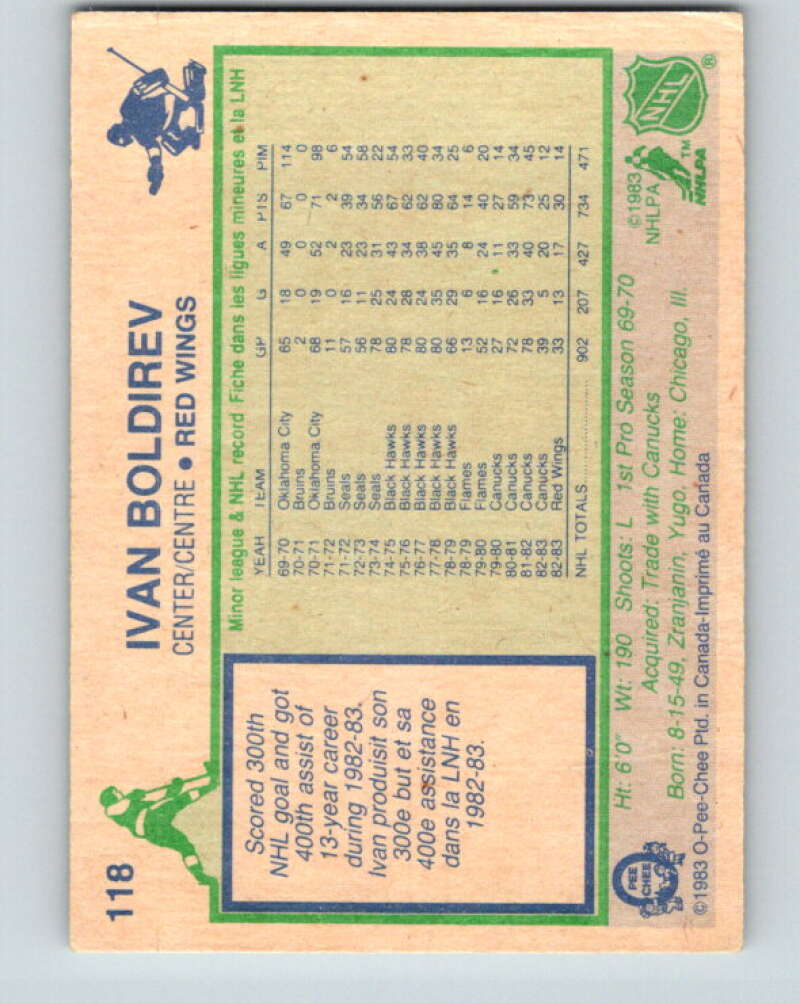 118
IVAN BOLDIREV
CENTER/CENTRE • RED WINGS
Scored 300th
NHL goal and got
400th assist of
13-year career
during 1982-83.
Ivan produisit son
300e but et sa
400e assistance
dans la LNH en
1982-83.
Minor league & NHL record Fiche dans les ligues mineures et la LNH
YEAH TEAM GP G A PTS PIM
69-70 Oklahoma City 65 18 49 67 114
70-71 Bruins 2 0 0 0 0
70-71 Oklahoma City 68 19 52 71 98
71-72 Bruins 11 0 2 2 6
71-72 Seals 57 16 23 39 54
72-73 Seals 56 11 23 34 58
73-74 Seals 78 25 31 56 22
74-75 Black Hawks 80 24 43 67 54
75-76 Black Hawks 78 28 34 62 33
76-77 Black Hawks 80 24 38 62 40
77-78 Black Hawks 80 35 45 80 34
78-79 Black Hawks 66 29 35 64 25
78-79 Flames 13 6 8 14 6
79-80 Flames 52 16 24 40 20
79-80 Canucks 27 16 11 27 14
80-81 Canucks 72 26 33 59 34
81-82 Canucks 78 33 40 73 45
82-83 Canucks 39 5 20 25 12
82-83 Red Wings 33 13 17 30 14
NHL TOTALS 902 207 427 734 471
Ht: 6'0" Wt: 190 Shoots: L 1st Pro Season 69-70
Acquired: Trade with Canucks
Born: 8-15-49, Zranjanin, Yugo, Home: Chicago, Ill.
©1983 O-Pee-Chee Ptd. in Canada-Imprimé au Canada
O PEE CHEE
©1983
NHLPA
TM
NHLPA
NHL ®